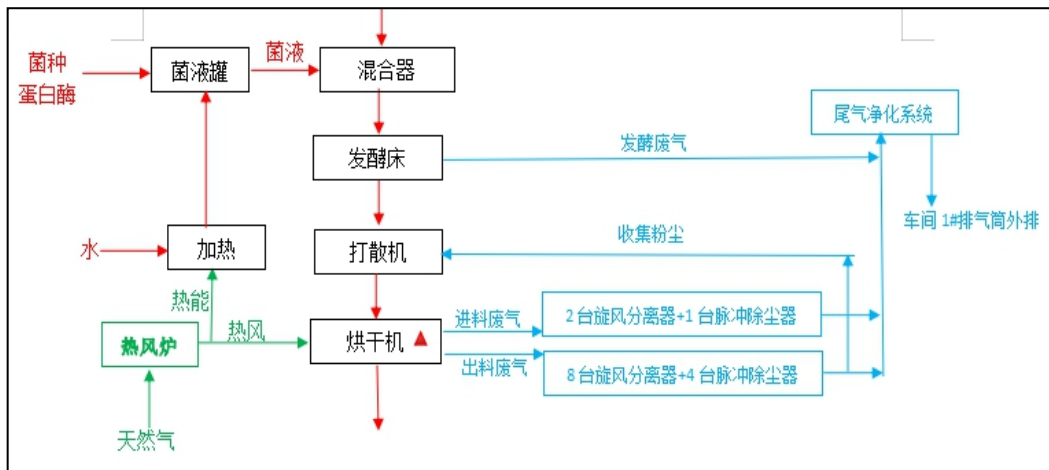 菌种
蛋白酶
菌液罐
菌液
混合器
尾气净化系统
发酵床
发酵废气
车间 1#排气筒外排
水
加热
打散机
收集粉尘
热能
热风炉
热风
烘干机
进料废气
2 台旋风分离器+1 台脉冲除尘器
出料废气
8 台旋风分离器+4 台脉冲除尘器
天然气